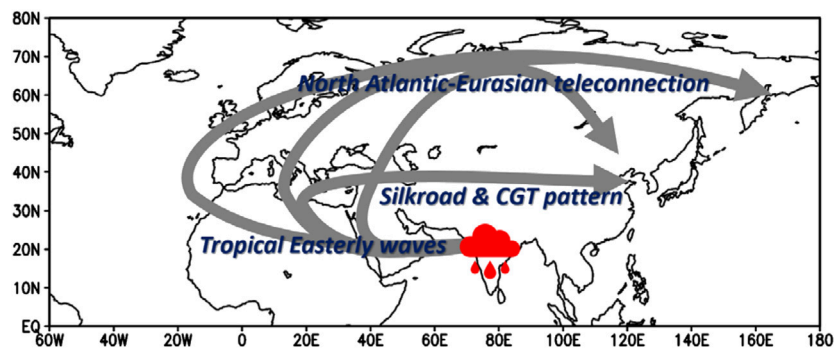 80N
70N
North Atlantic-Eurasian teleconnection
60N
50N
40N
Silkroad & CGT pattern
30N
Tropical Easterly waves
20N
10N
EQ
60W 40W 20W 0 20E 40E 60E 80E 100E 120E 140E 160E 180